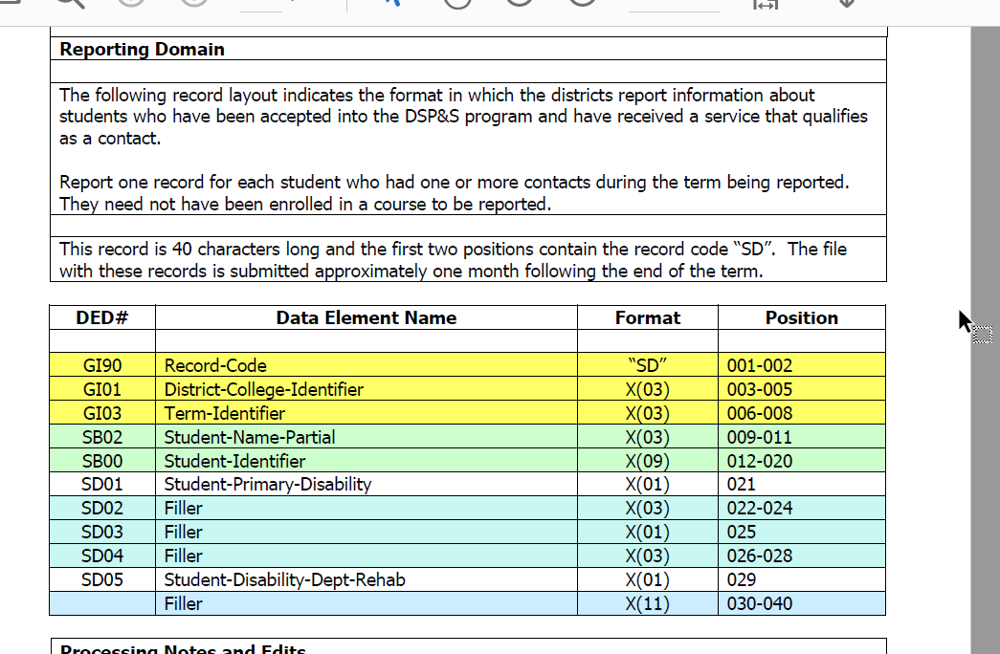 Reporting Domain
The following record layout indicates the format in which the districts report information about
students who have been accepted into the DSP&S program and have received a service that qualifies
as a contact.
Report one record for each student who had one or more contacts during the term being reported.
They need not have been enrolled in a course to be reported.
This record is 40 characters long and the first two positions contain the record code “SD”.  The file
with these records is submitted approximately one month following the end of the term.
DED# Data Element Name Format Position
GI90 Record-Code “SD” 001-002
GI01 District-College-Identifier X(03) 003-005
GI03 Term-Identifier X(03) 006-008
SB02 Student-Name-Partial X(03) 009-011
SB00 Student-Identifier X(09) 012-020
SD01 Student-Primary-Disability X(01) 021
SD02 Filler X(03) 022-024
SD03 Filler X(01) 025
SD04 Filler X(03) 026-028
SD05 Student-Disability-Dept-Rehab X(01) 029
Filler X(11) 030-040
Processing Notes and Edits